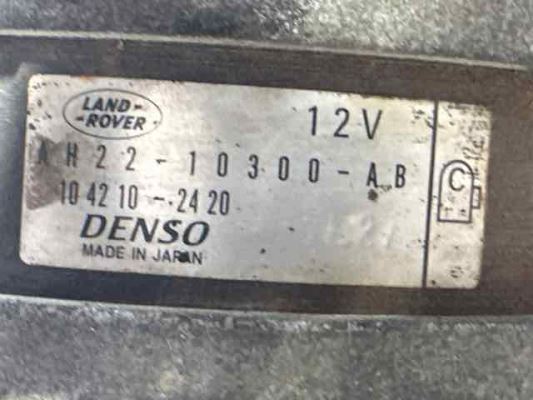 LAND-
-ROVER
12V
AH22-10300-AB
104210-2420
DENSO
MADE IN JAPAN
C